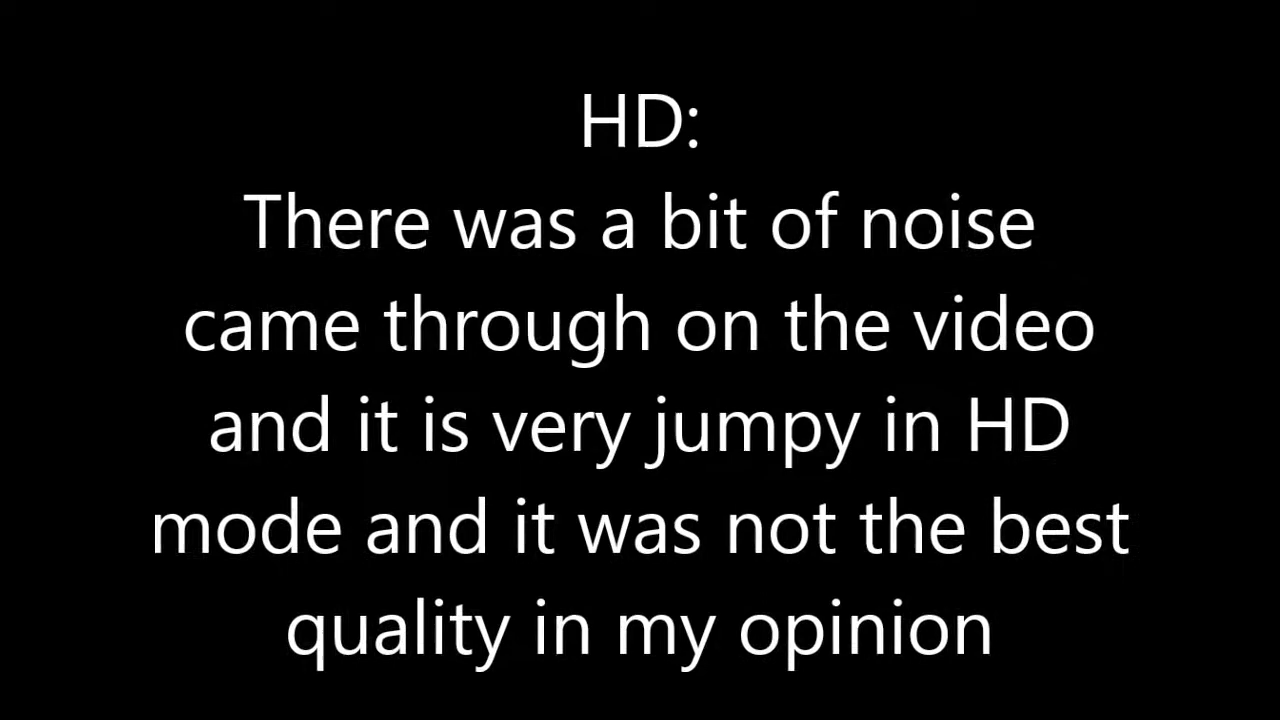 HD:
There was a bit of noise
came through on the video
and it is very jumpy in HD
mode and it was not the best
quality in my opinion